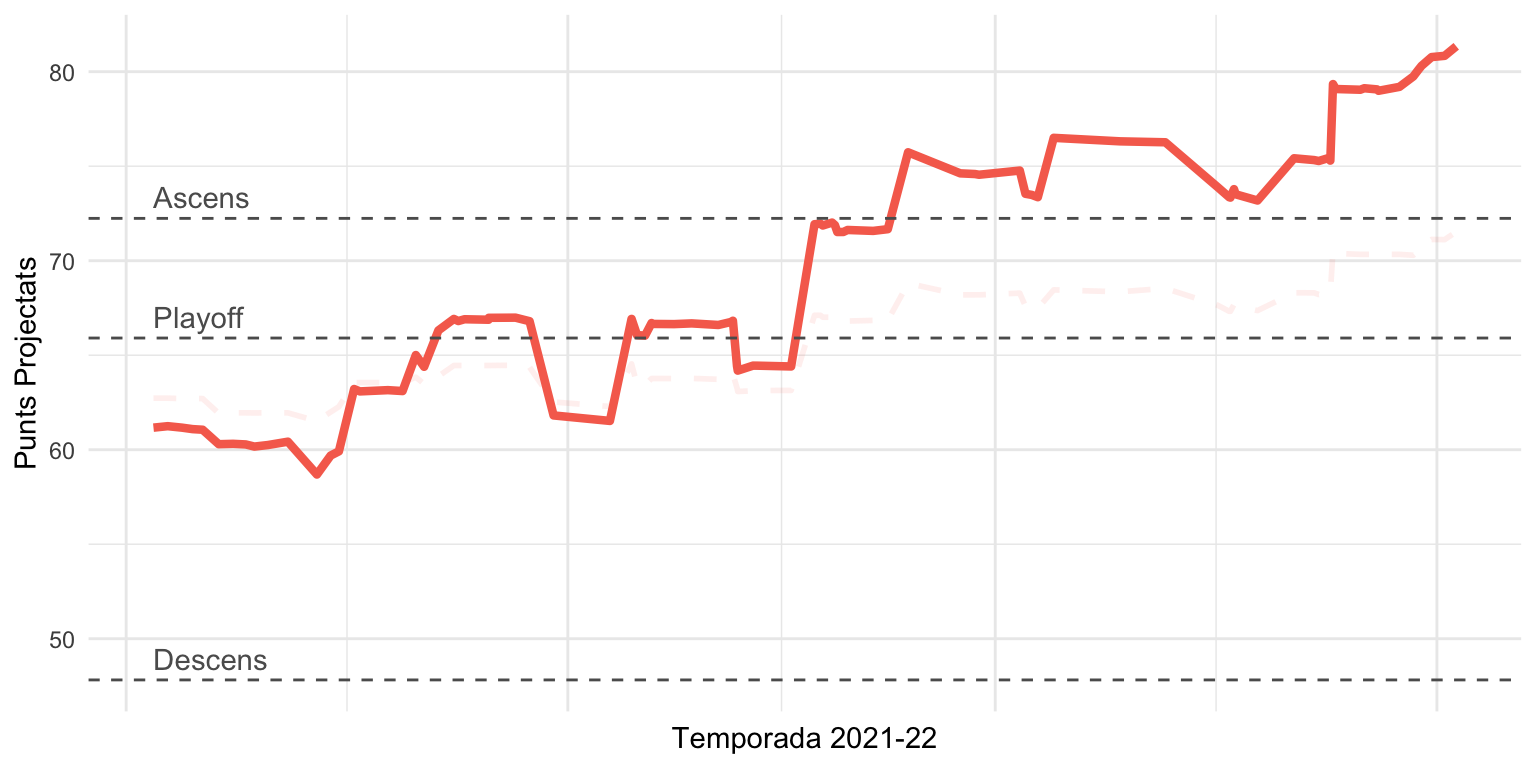 80
Ascens
70
Playoff
60
50
Descens
Punts Projectats
Temporada 2021-22